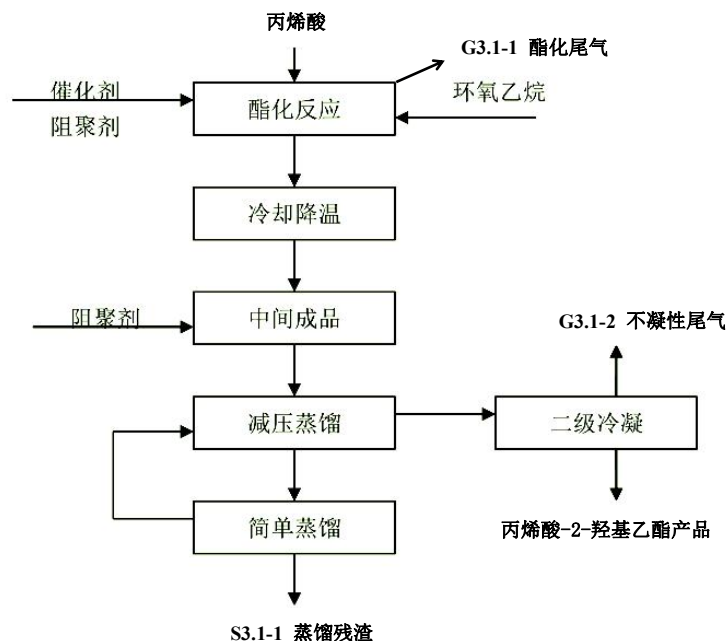 丙烯酸
G3.1-1 酯化尾气
催化剂
阻聚剂
酯化反应
环氧乙烷
冷却降温
阻聚剂
中间成品
G3.1-2 不凝性尾气
减压蒸馏
二级冷凝
简单蒸馏
丙烯酸-2-羟基乙酯产品
S3.1-1 蒸馏残渣